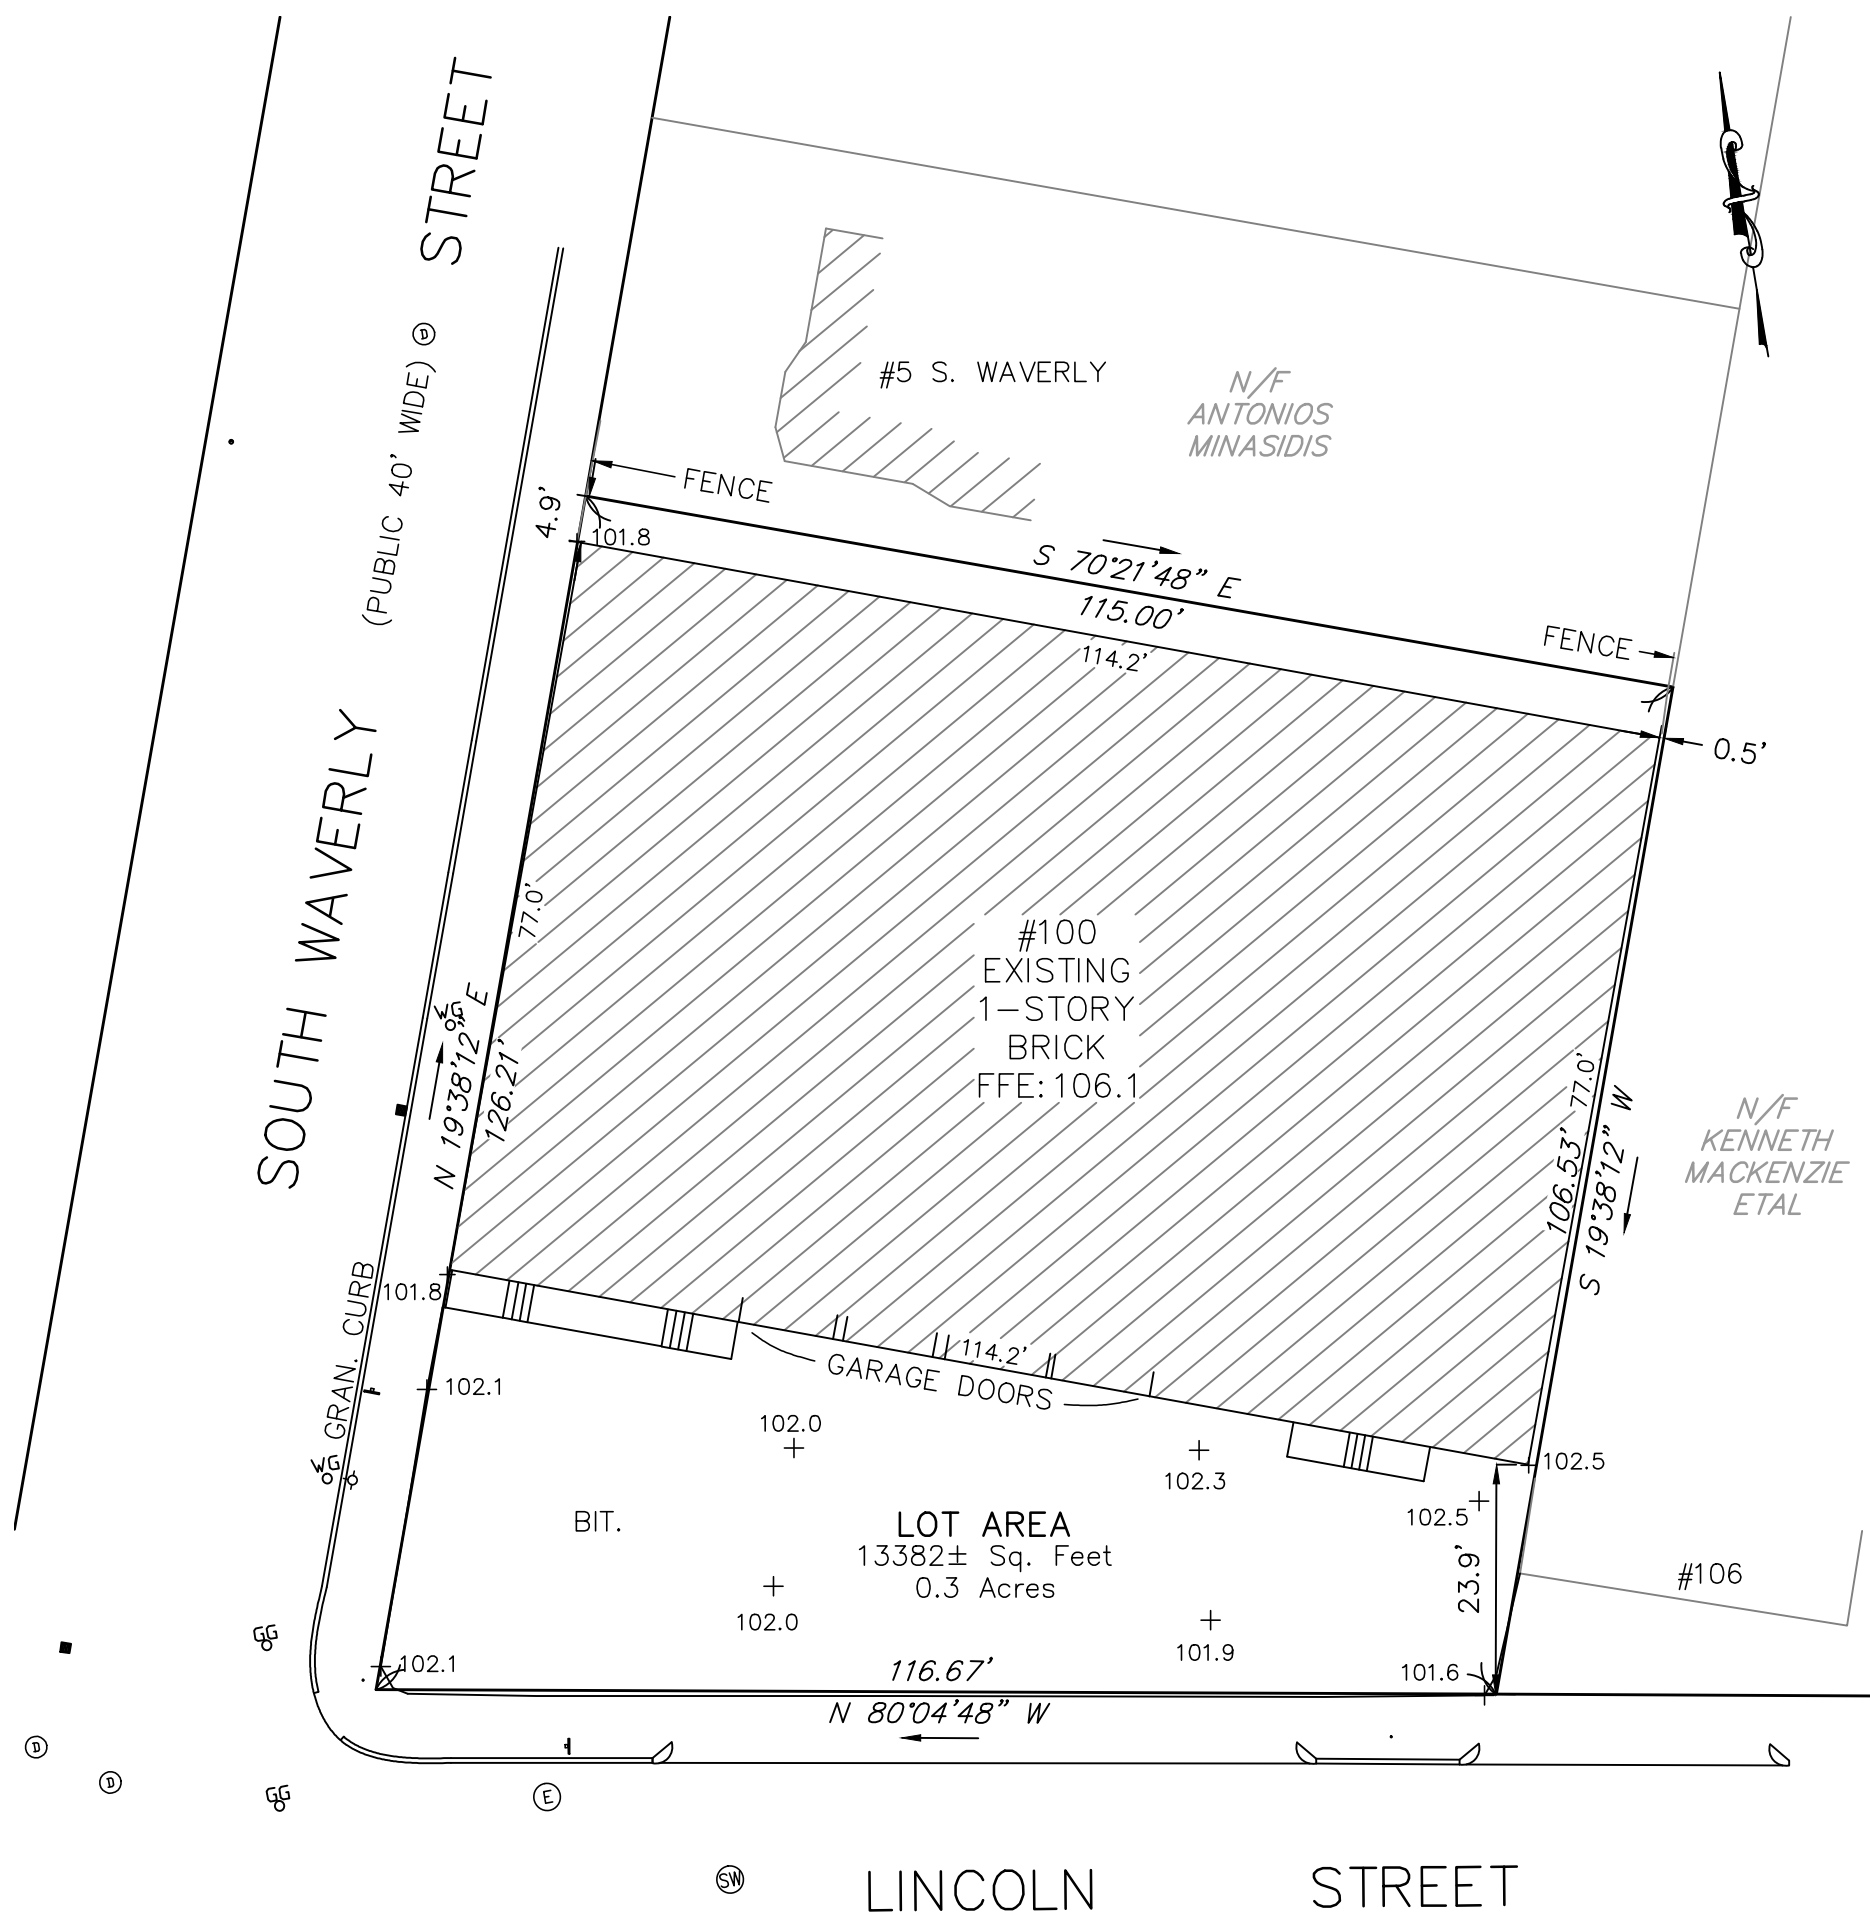 SOUTH WAVERLY STREET
(PUBLIC 40' WIDE)
D
#5 S. WAVERLY
N/F
ANTONIOS
MINASIDIS
FENCE
4.9'
101.8
S 70°21'48" E
115.00'
114.2'
FENCE
0.5'
77.0'
#100
EXISTING
1-STORY
BRICK
FFE: 106.1
WG
N 19°38'12" E
126.21'
77.0'
106.53'
S 19°38'12" W
N/F
KENNETH
MACKENZIE
ETAL
101.8
GRAN. CURB
102.1
114.2'
GARAGE DOORS
102.0
102.3
102.5
102.5
WG
BIT.
LOT AREA
13382± Sq. Feet
0.3 Acres
23.9'
#106
102.0
101.9
GG
102.1
116.67'
101.6
N 80°04'48" W
D
D
GG
E
SW
LINCOLN STREET